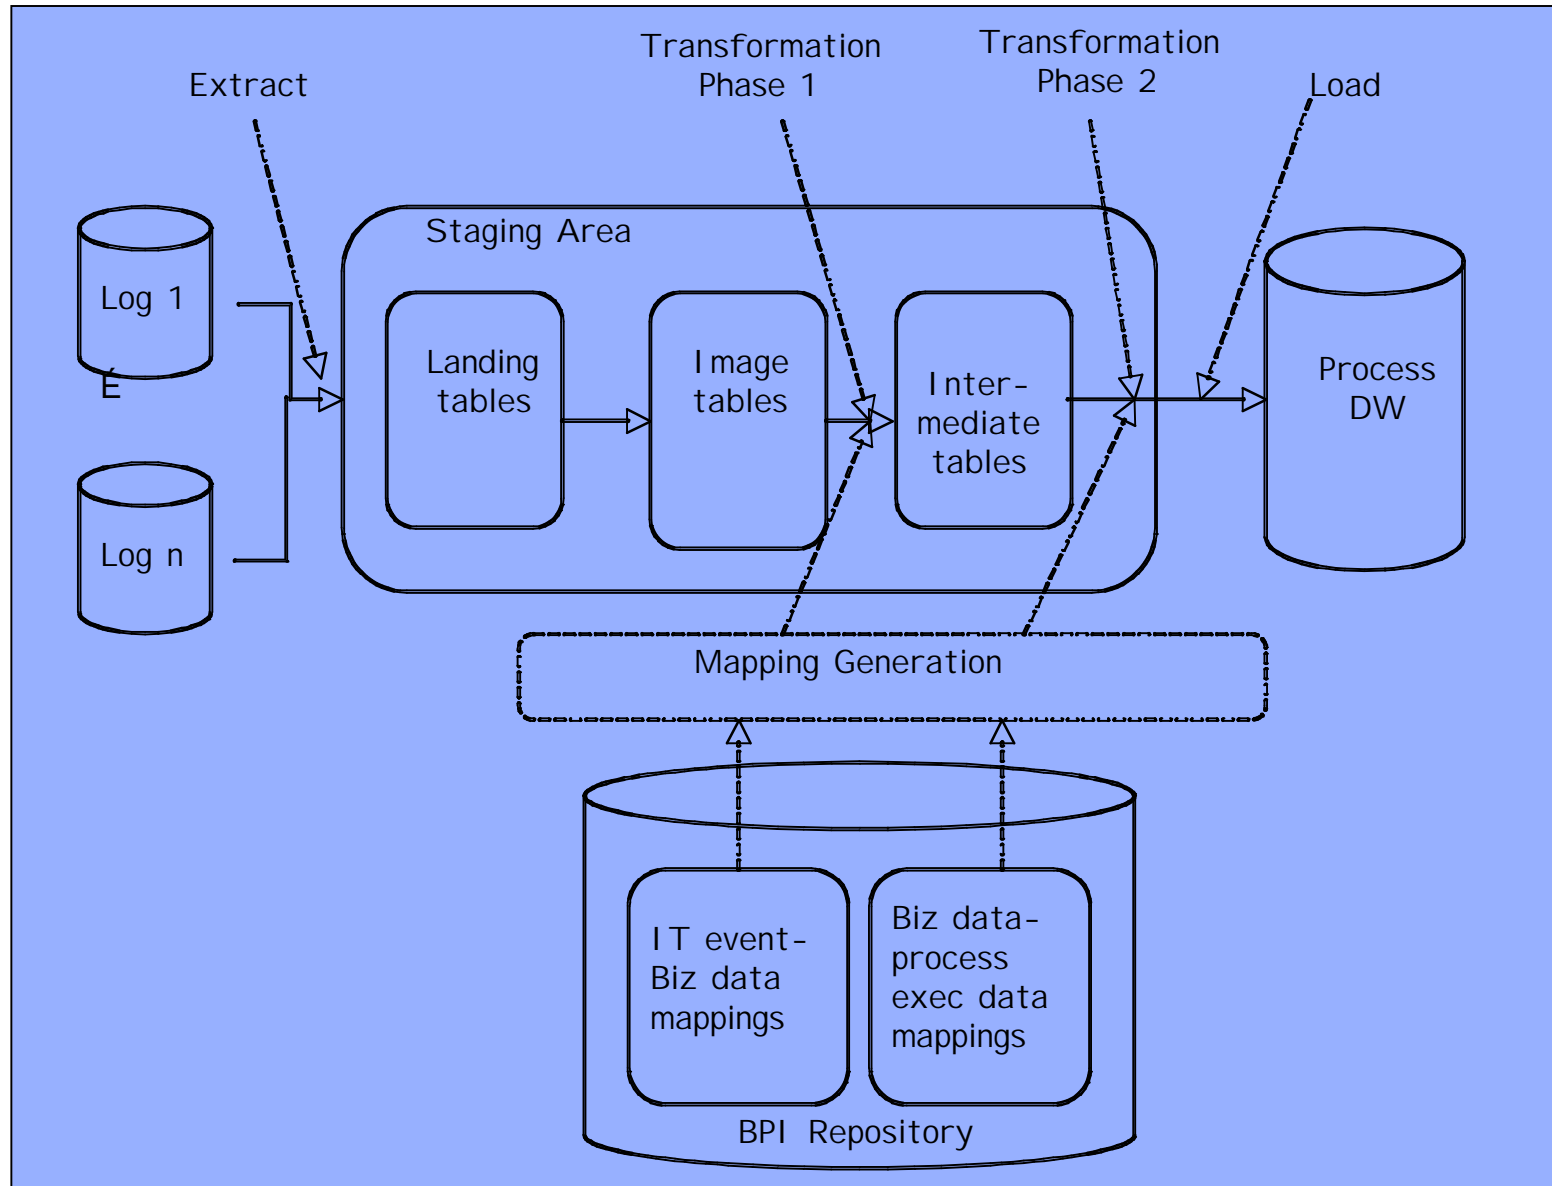 Transformation
Phase 1
Transformation
Phase 2
Extract
Load
Staging Area
Log 1
É
Log n
Landing
tables
Image
tables
Inter-
mediate
tables
Process
DW
Mapping Generation
IT event-
Biz data
mappings
Biz data-
process
exec data
mappings
BPI Repository